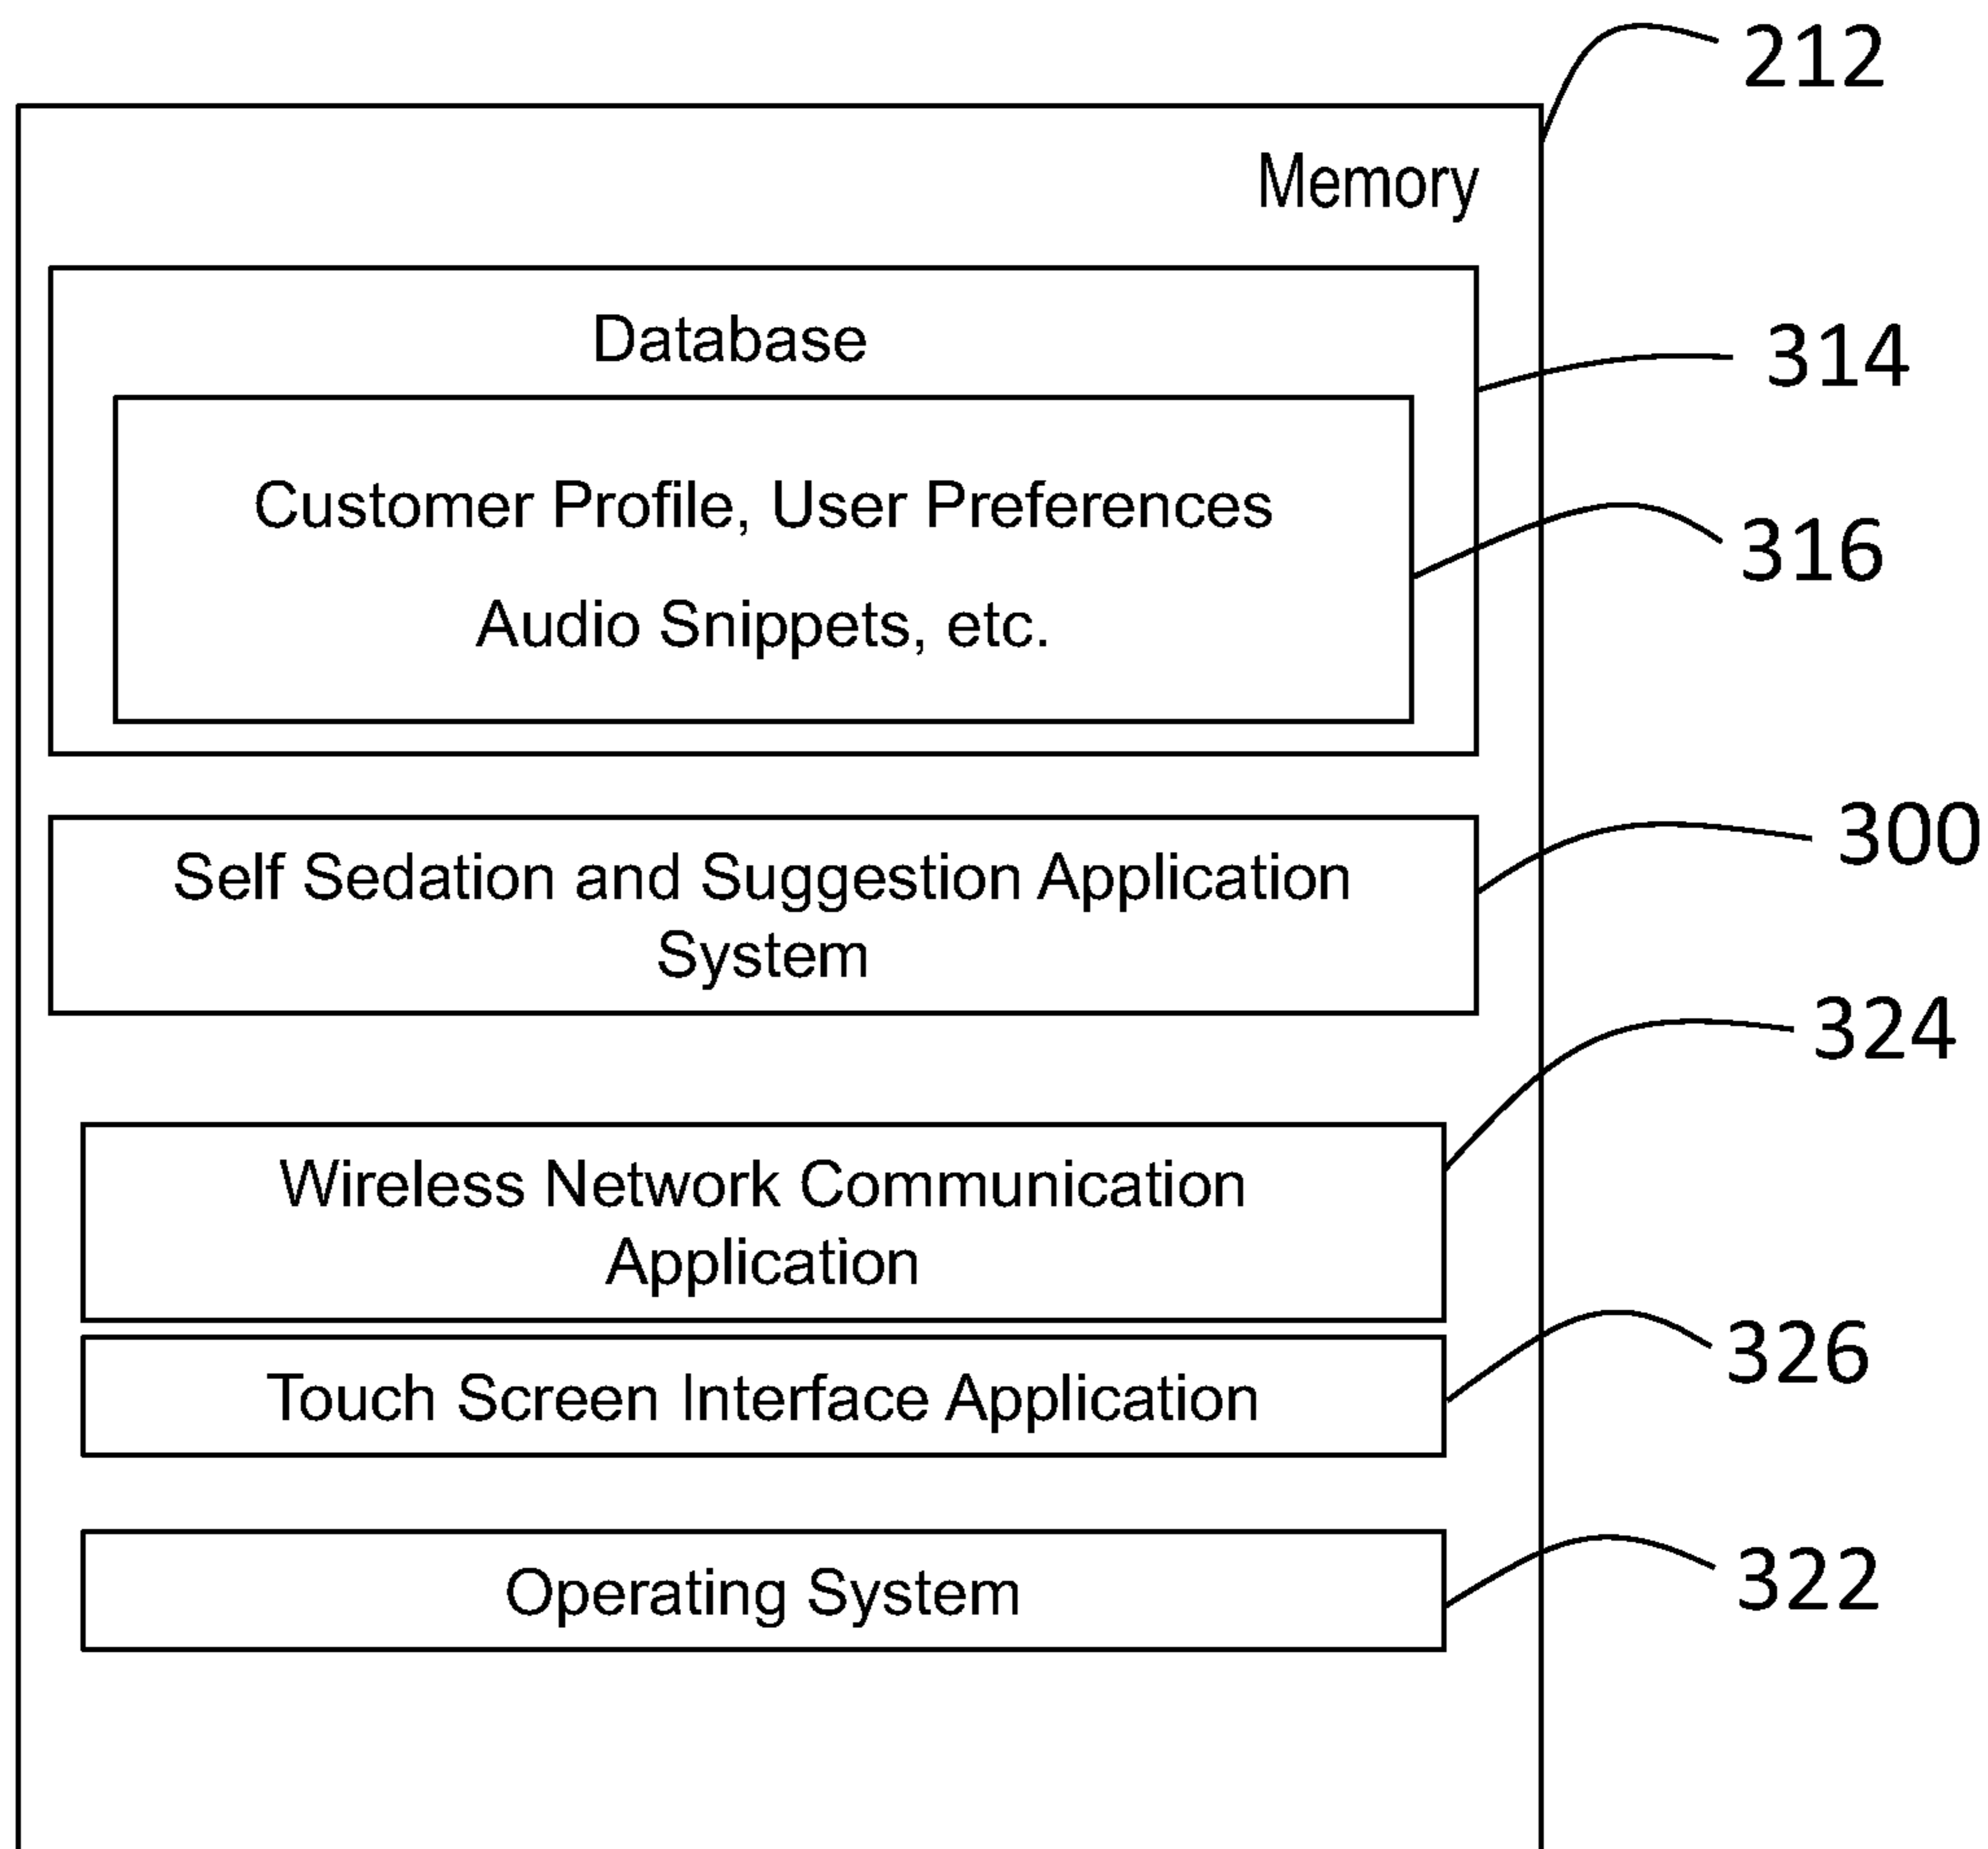 212
Memory
Database
314
Customer Profile, User Preferences
316
Audio Snippets, etc.
300
Self Sedation and Suggestion Application
System
324
Wireless Network Communication
Application
326
Touch Screen Interface Application
322
Operating System